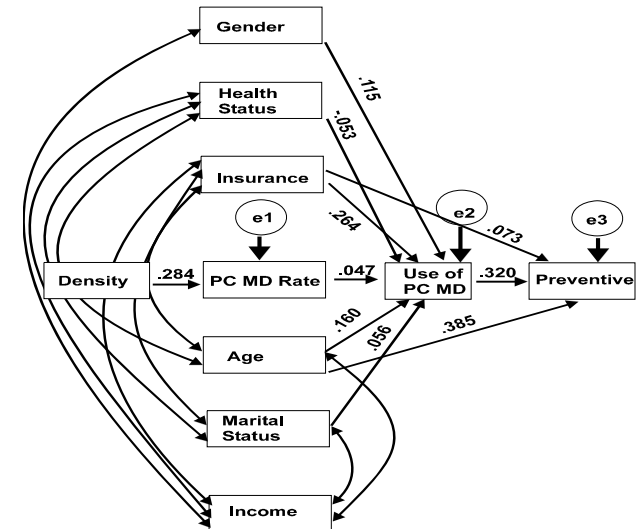 Gender
.115
Health
Status
-.053
Insurance
.264
.073
e1
e2
e3
Density
.284
PC MD Rate
.047
Use of
PC MD
.320
Preventive
.160
.056
.385
Age
Marital
Status
Income